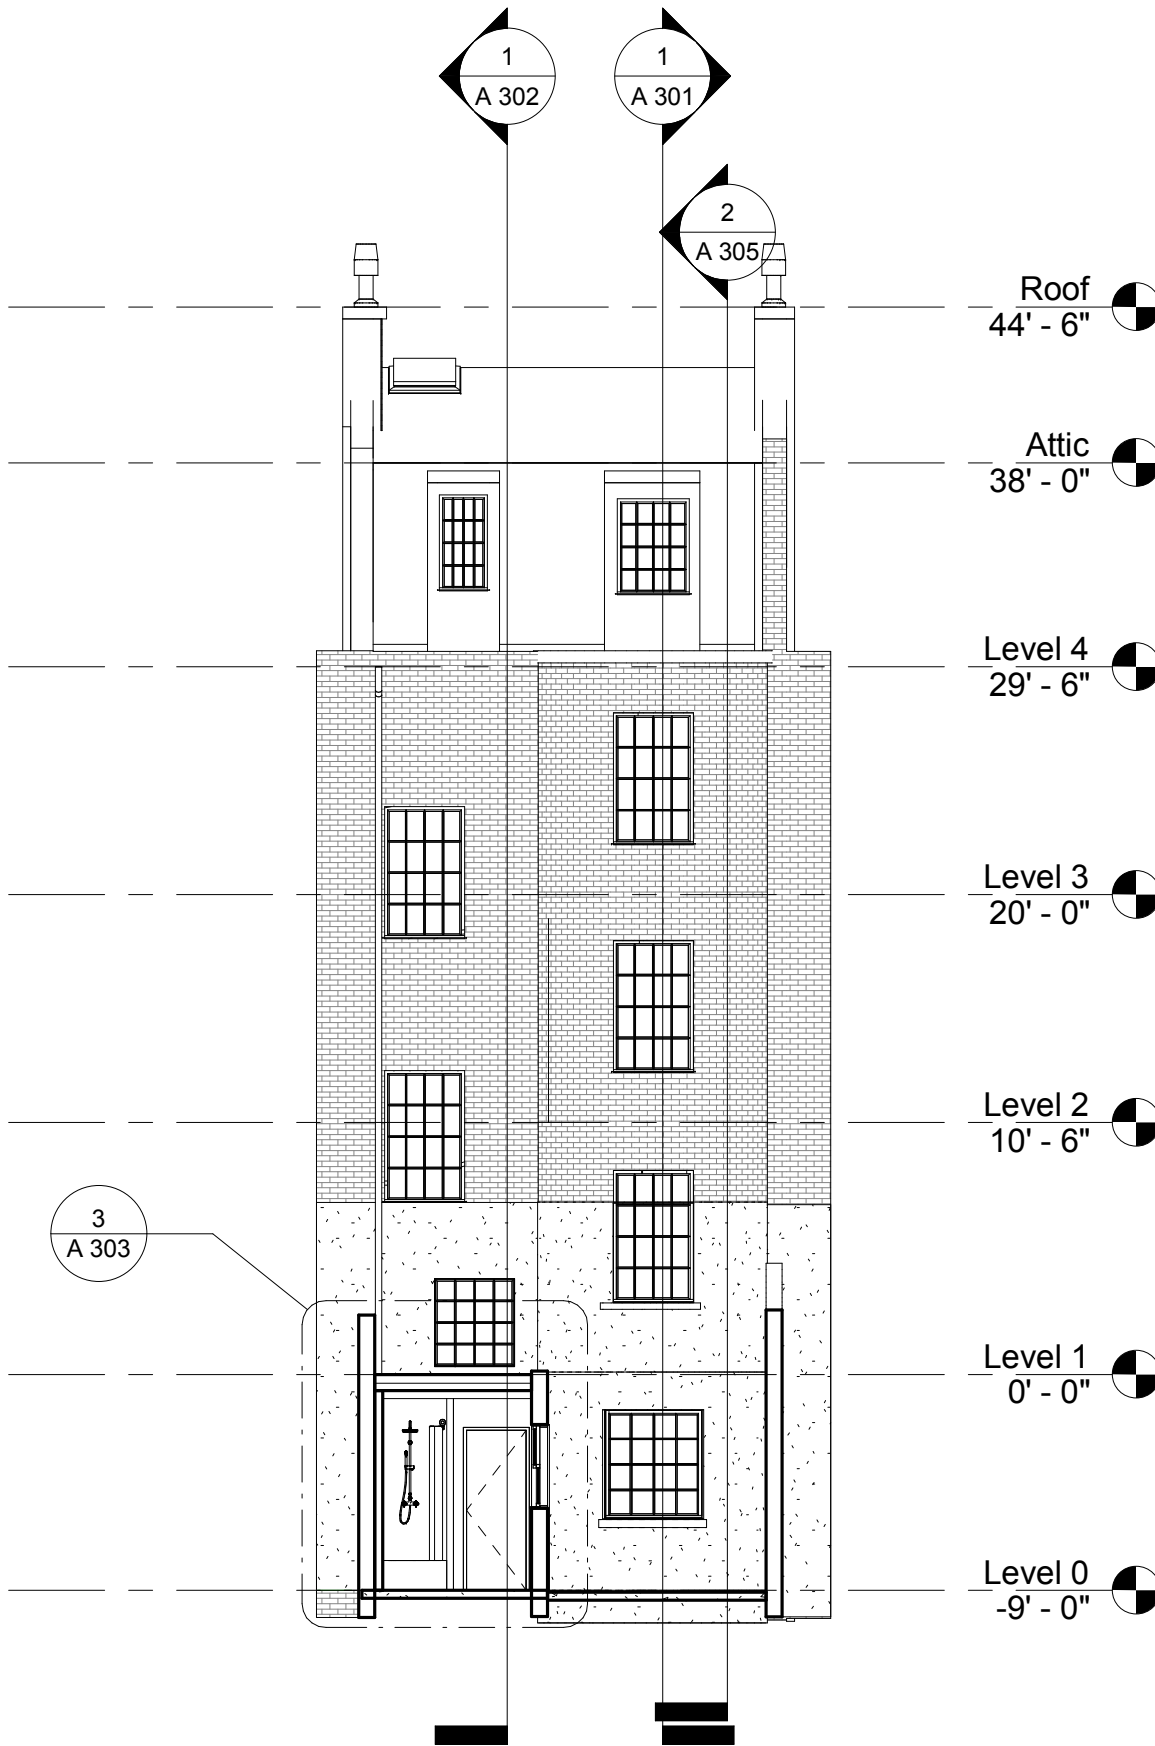 1
A 302
1
A 301
2
A 305
Roof
44' - 6"
Attic
38' - 0"
Level 4
29' - 6"
Level 3
20' - 0"
Level 2
10' - 6"
3
A 303
Level 1
0' - 0"
Level 0
-9' - 0"